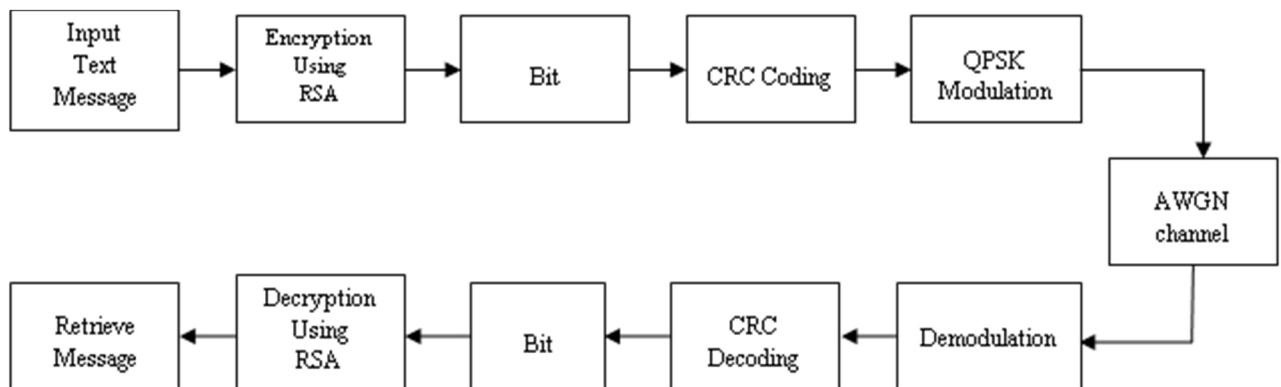 Input
Text
Message
Encryption
Using
RSA
Bit
CRC Coding
QPSK
Modulation
AWGN
channel
Demodulation
CRC
Decoding
Bit
Decryption
Using
RSA
Retrieve
Message